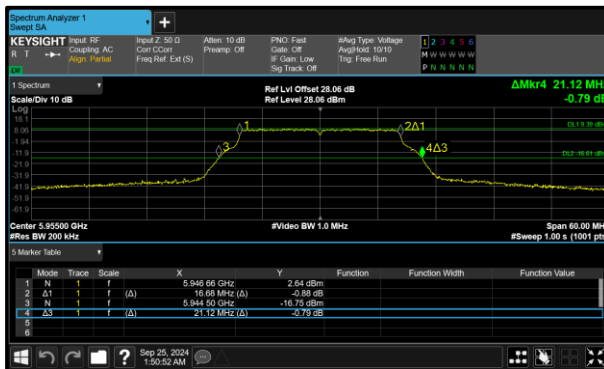 Spectrum Analyzer 1
Swept SA
KEYSIGHT Input: RF Input Z: 50 Ω Atten: 10 dB PNO: Fast #Avg Type: Voltage 1 2 3 4 5 6
R T Coupling: AC Corr CCorr Preamp: Off Gate: Off Avg|Hold: 10/10 M W W W W W
Align: Partial Freq Ref: Ext (S) IF Gain: Low Trig: Free Run P N N N N N
Sig Track: Off
1 Spectrum Ref Lvl Offset 28.06 dB ΔMkr4 21.12 MHz
Scale/Div 10 dB Ref Level 28.06 dBm -0.79 dB
Log
18.1
8.06 1 2Δ1 DL1 9.39 dBm
-1.94
-11.9 3 4Δ3 DL2 -16.61 dBm
-21.9
-31.9
-41.9
-51.9
-61.9
Center 5.95500 GHz #Video BW 1.0 MHz Span 60.00 MHz
#Res BW 200 kHz #Sweep 1.00 s (1001 pts)
5 Marker Table
Mode Trace Scale X Y Function Function Width Function Value
1 N 1 f 5.946 66 GHz 2.64 dBm
2 Δ1 1 f (Δ) 16.68 MHz (Δ) -0.88 dB
3 N 1 f 5.944 50 GHz -16.75 dBm
4 Δ3 1 f (Δ) 21.12 MHz (Δ) -0.79 dB
5
6
Sep 25, 2024
1:50:52 AM